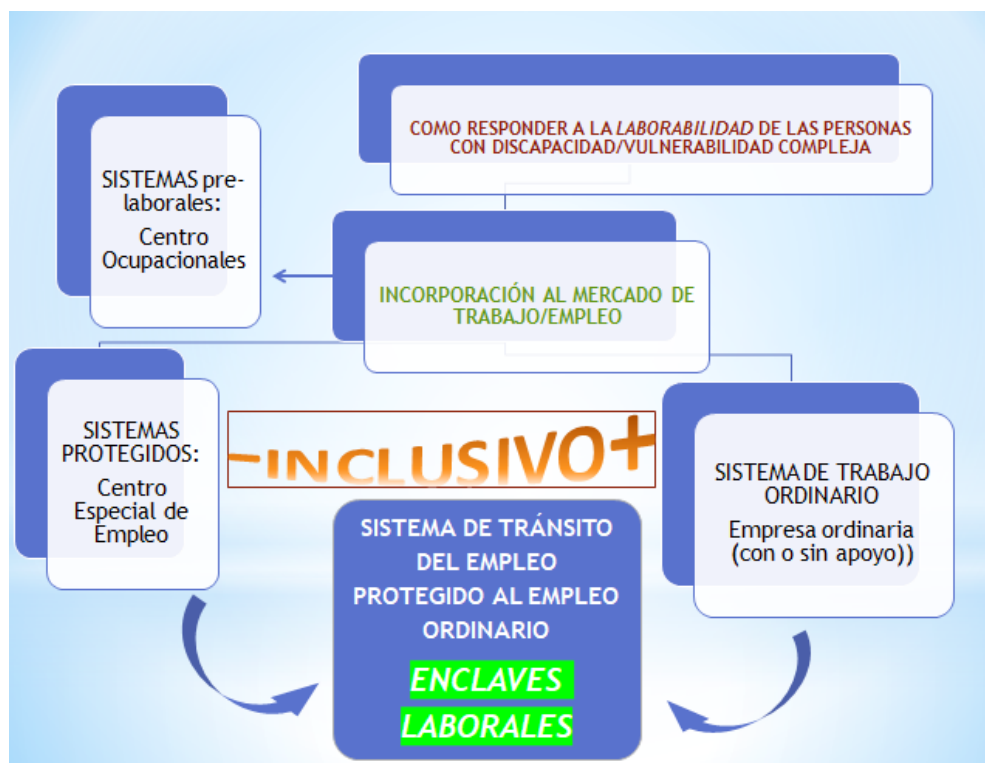 COMO RESPONDER A LA LABORABILIDAD DE LAS PERSONAS
CON DISCAPACIDAD/VULNERABILIDAD COMPLEJA
SISTEMAS pre-
laborales:
Centro
Ocupacionales
INCORPORACIÓN AL MERCADO DE
TRABAJO/EMPLEO
SISTEMAS
PROTEGIDOS:
Centro
Especial de
Empleo
-INCLUSIVO+
SISTEMA DE TRABAJO
ORDINARIO
Empresa ordinaria
(con o sin apoyo))
SISTEMA DE TRÁNSITO
DEL EMPLEO
PROTEGIDO AL EMPLEO
ORDINARIO
ENCLAVES
LABORALES